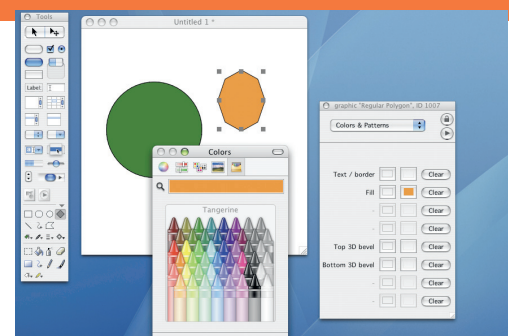 Tools
Label:
Untitled 1 *
Colors
Tangerine
graphic "Regular Polygon", ID 1007
Colors & Patterns
Text / border
Clear
Fill
Clear
-
Clear
-
Clear
Top 3D bevel
Clear
Bottom 3D bevel
Clear
-
Clear
-
Clear